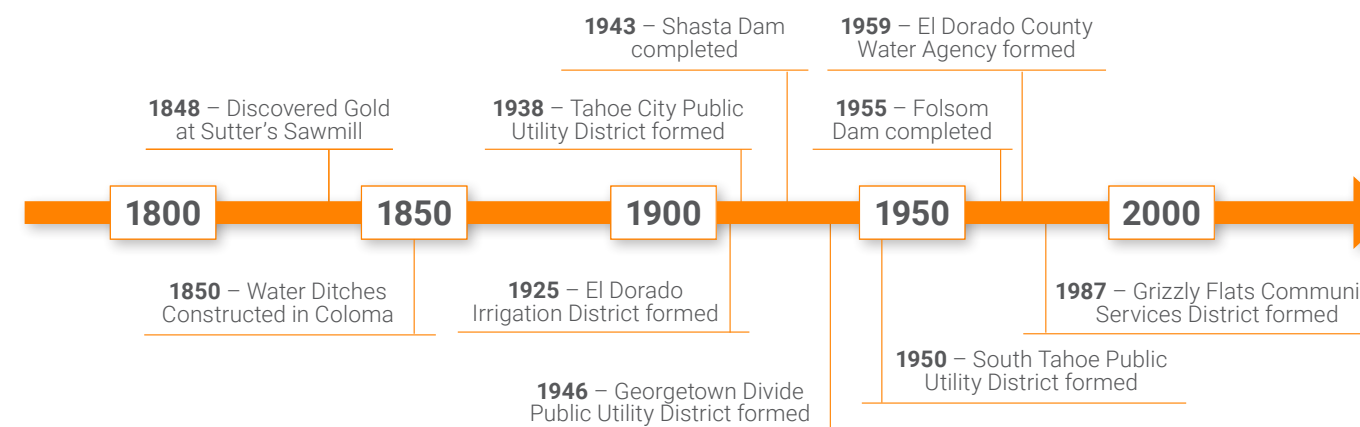 1943 – Shasta Dam
completed
1959 – El Dorado County
Water Agency formed
1848 – Discovered Gold
at Sutter's Sawmill
1938 – Tahoe City Public
Utility District formed
1955 – Folsom
Dam completed
1800
1850
1900
1950
2000
1850 – Water Ditches
Constructed in Coloma
1925 – El Dorado
Irrigation District formed
1987 – Grizzly Flats Communi
Services District formed
1950 – South Tahoe Public
Utility District formed
1946 – Georgetown Divide
Public Utility District formed